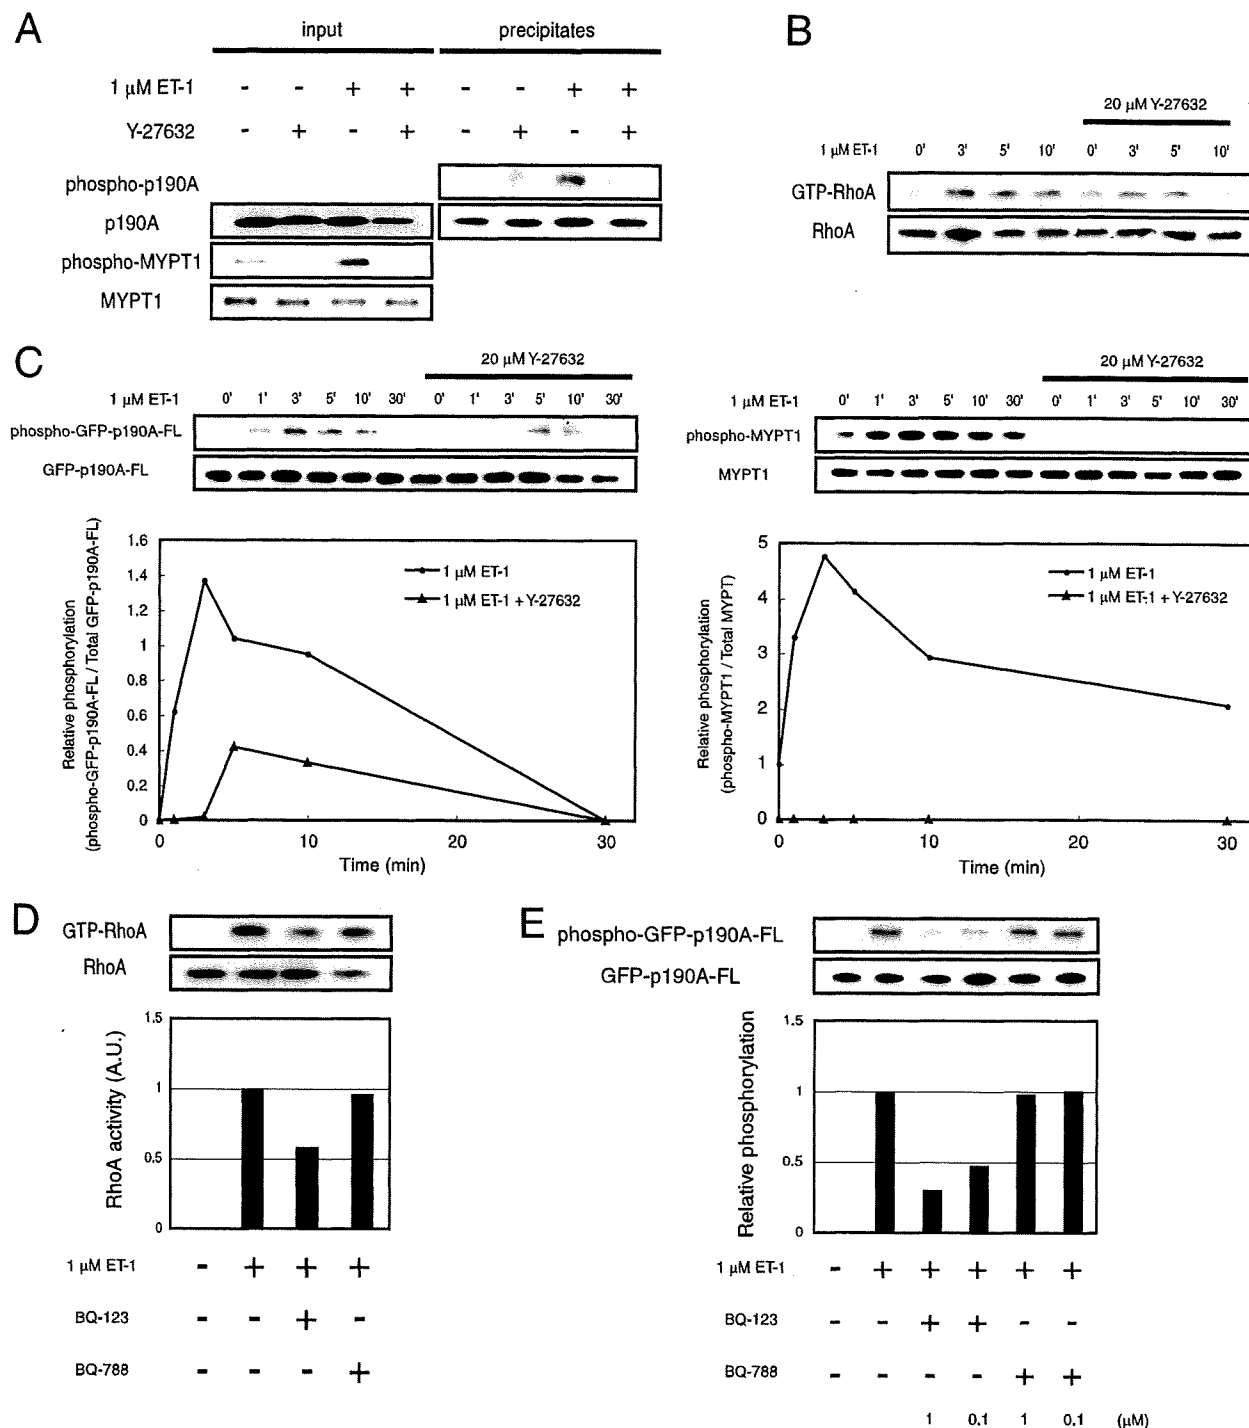 A
input precipitates
1 μM ET-1 - - + + - - + +
Y-27632 - + - + - + - +
phospho-p190A
p190A
phospho-MYPT1
MYPT1
B
20 μM Y-27632
1 μM ET-1 0' 3' 5' 10' 0' 3' 5' 10'
GTP-RhoA
RhoA
C
20 μM Y-27632
1 μM ET-1 0' 1' 3' 5' 10' 30' 0' 1' 3' 5' 10' 30'
phospho-GFP-p190A-FL
GFP-p190A-FL
Relative phosphorylation
(phospho-GFP-p190A-FL / Total GFP-p190A-FL)
1.6
1.4
1.2
1
0.8
0.6
0.4
0.2
0
1 μM ET-1
1 μM ET-1 + Y-27632
0 10 20 30
Time (min)
20 μM Y-27632
1 μM ET-1 0' 1' 3' 5' 10' 30' 0' 1' 3' 5' 10' 30'
phospho-MYPT1
MYPT1
Relative phosphorylation
(phospho-MYPT1 / Total MYPT)
5
4
3
2
1
0
1 μM ET-1
1 μM ET-1 + Y-27632
0 10 20 30
Time (min)
D
GTP-RhoA
RhoA
RhoA activity (A.U.)
1.5
1
0.5
0
1 μM ET-1 - + + +
BQ-123 - - + -
BQ-788 - - - +
E
phospho-GFP-p190A-FL
GFP-p190A-FL
Relative phosphorylation
1.5
1
0.5
0
1 μM ET-1 - + + + + +
BQ-123 - - + + - -
BQ-788 - - - - + +
1 0.1 1 0.1 (μM)